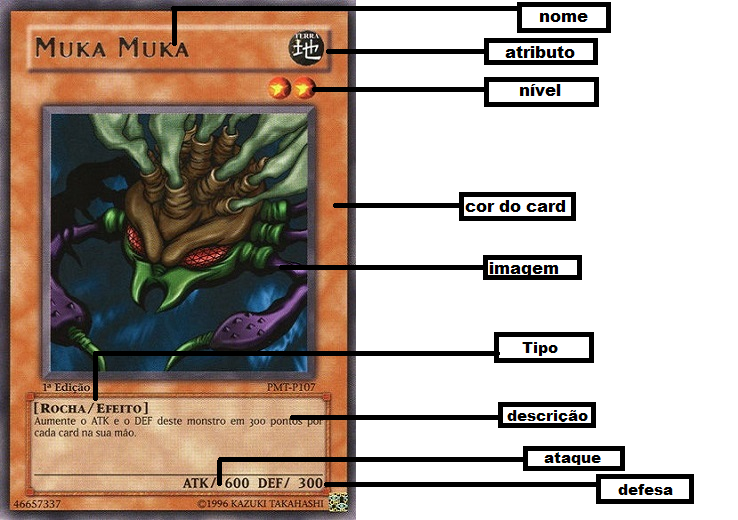 nome
MUKA MUKA
TERRA
地
atributo
nível
cor do card
imagem
Tipo
1ª Edição
PMT-P107
[ROCHA/EFEITO]
Aumente o ATK e o DEF deste monstro em 300 pontos por
cada card na sua mão.
descrição
ataque
ATK/ 600 DEF/ 300
defesa
46657337
©1996 KAZUKI TAKAHASHI